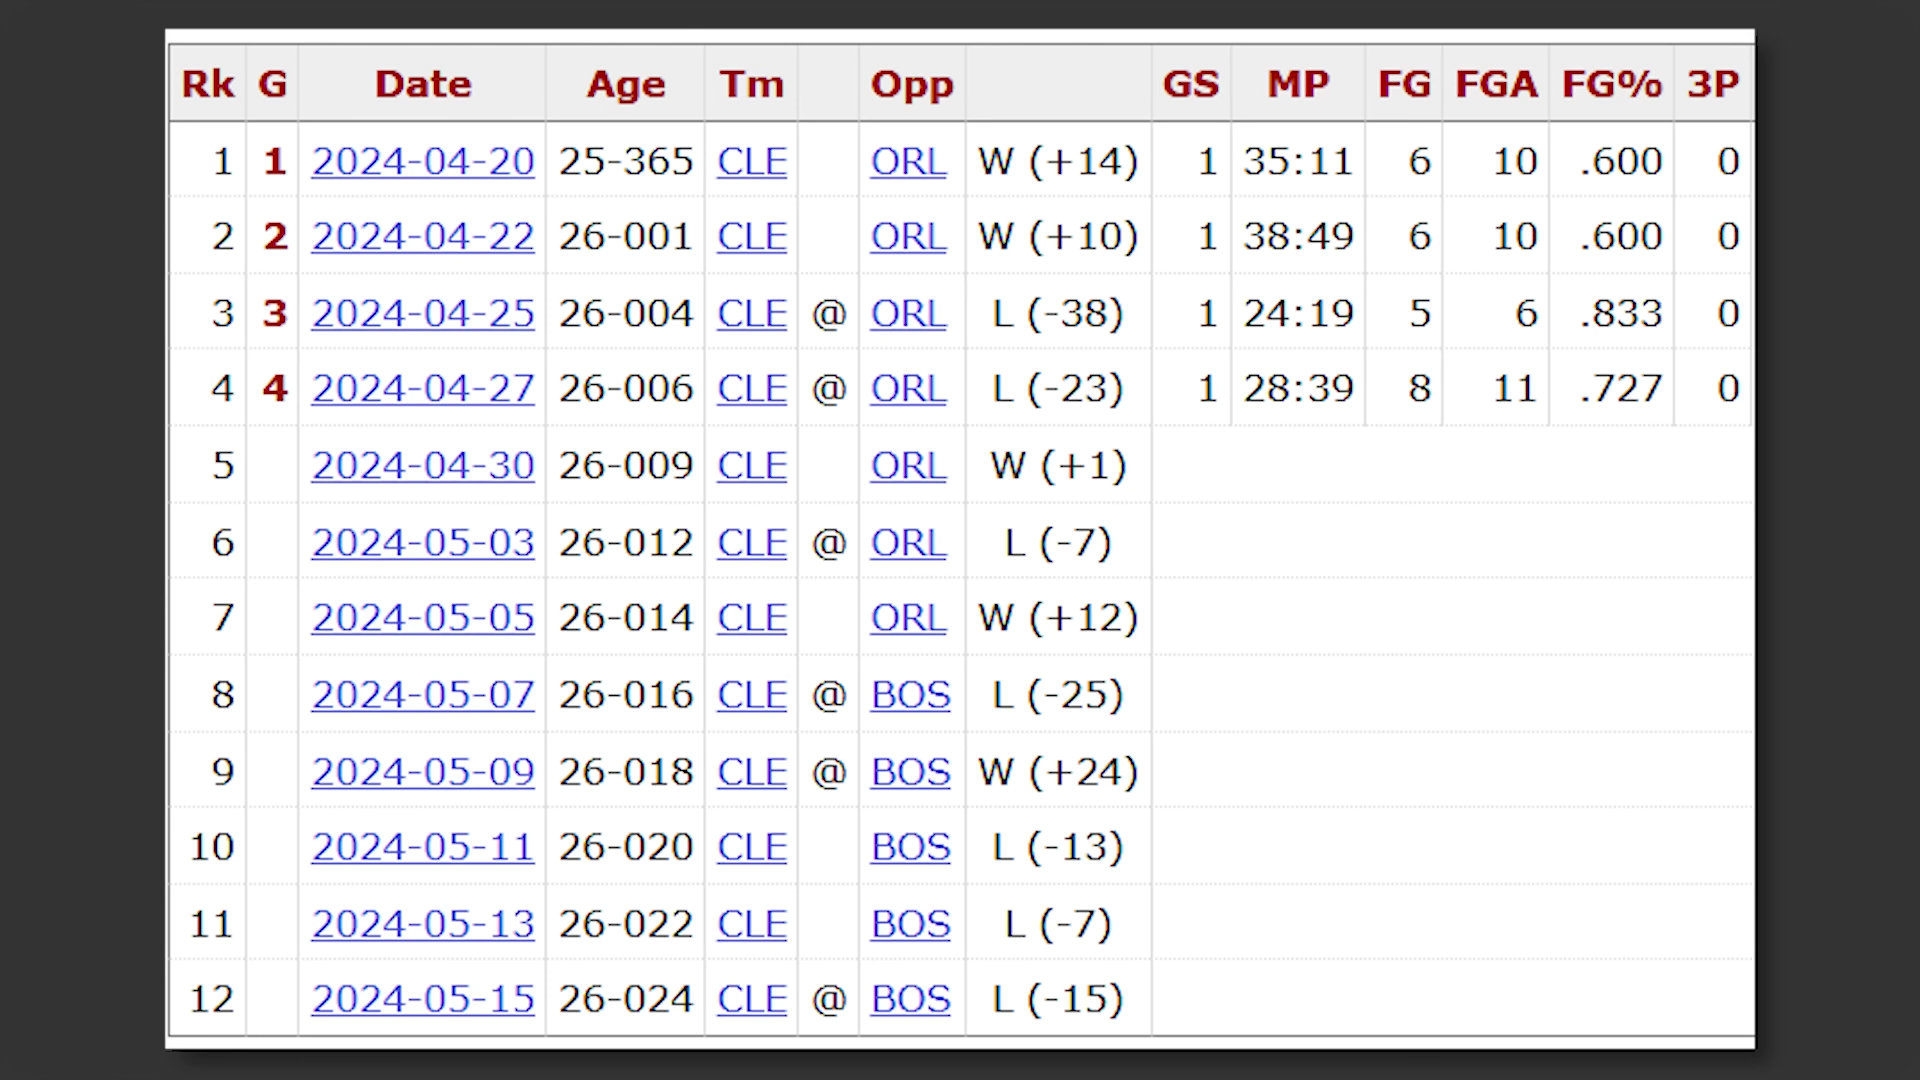 Rk G Date Age Tm Opp GS MP FG FGA FG% 3P
1 1 2024-04-20 25-365 CLE ORL W (+14) 1 35:11 6 10 .600 0
2 2 2024-04-22 26-001 CLE ORL W (+10) 1 38:49 6 10 .600 0
3 3 2024-04-25 26-004 CLE @ ORL L (-38) 1 24:19 5 6 .833 0
4 4 2024-04-27 26-006 CLE @ ORL L (-23) 1 28:39 8 11 .727 0
5 2024-04-30 26-009 CLE ORL W (+1)
6 2024-05-03 26-012 CLE @ ORL L (-7)
7 2024-05-05 26-014 CLE ORL W (+12)
8 2024-05-07 26-016 CLE @ BOS L (-25)
9 2024-05-09 26-018 CLE @ BOS W (+24)
10 2024-05-11 26-020 CLE BOS L (-13)
11 2024-05-13 26-022 CLE BOS L (-7)
12 2024-05-15 26-024 CLE @ BOS L (-15)